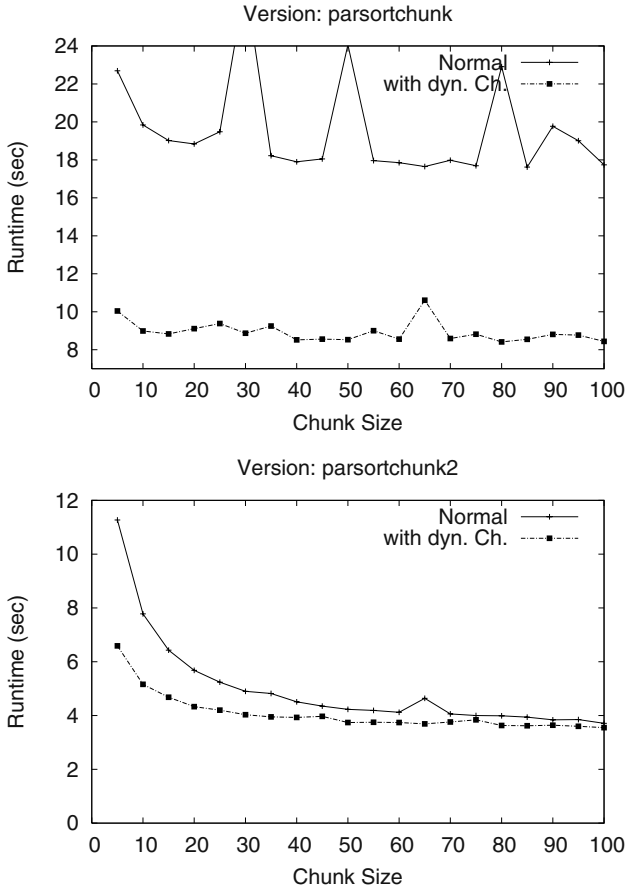 Version: parsortchunk
24
22
20
18
16
14
12
10
8
Runtime (sec)
Normal
with dyn. Ch.
0 10 20 30 40 50 60 70 80 90 100
Chunk Size
Version: parsortchunk2
12
10
8
6
4
2
0
Runtime (sec)
Normal
with dyn. Ch.
0 10 20 30 40 50 60 70 80 90 100
Chunk Size